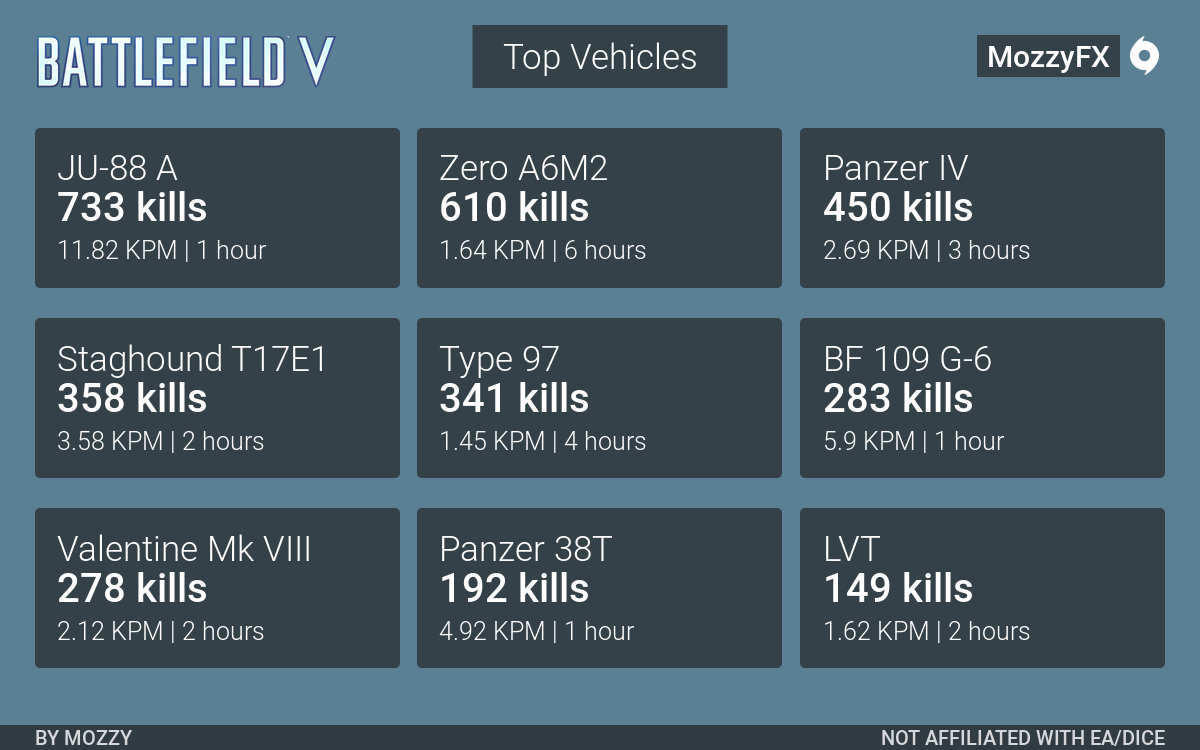 BATTLEFIELD V
Top Vehicles
MozzyFX
JU-88 A
733 kills
11.82 KPM | 1 hour
Zero A6M2
610 kills
1.64 KPM | 6 hours
Panzer IV
450 kills
2.69 KPM | 3 hours
Staghound T17E1
358 kills
3.58 KPM | 2 hours
Type 97
341 kills
1.45 KPM | 4 hours
BF 109 G-6
283 kills
5.9 KPM | 1 hour
Valentine Mk VIII
278 kills
2.12 KPM | 2 hours
Panzer 38T
192 kills
4.92 KPM | 1 hour
LVT
149 kills
1.62 KPM | 2 hours
BY MOZZY
NOT AFFILIATED WITH EA/DICE